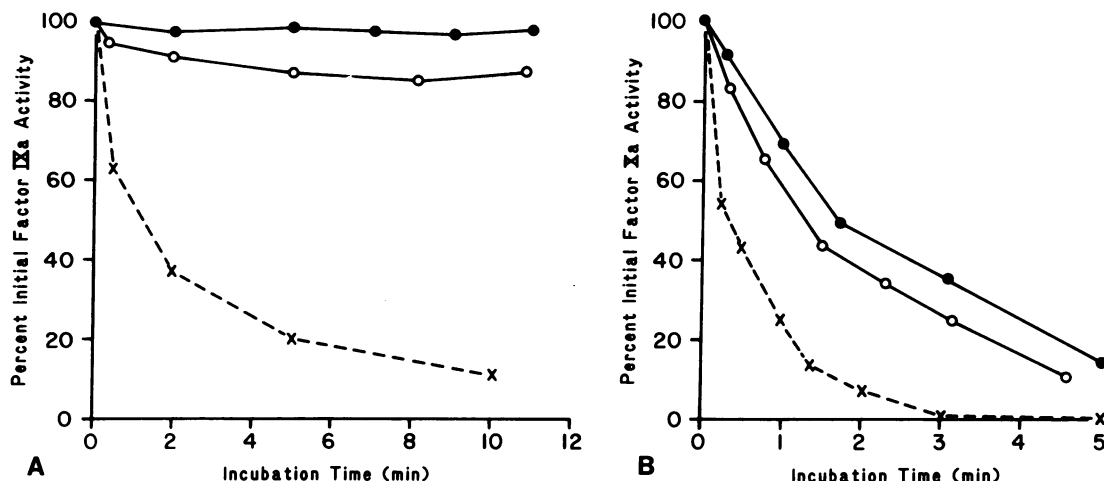 Percent Initial Factor IXa Activity
100
80
60
40
20
0
0 2 4 6 8 10 12
Incubation Time (min)
A
Percent Initial Factor Xa Activity
100
80
60
40
20
0
0 1 2 3 4 5
Incubation Time (min)
B